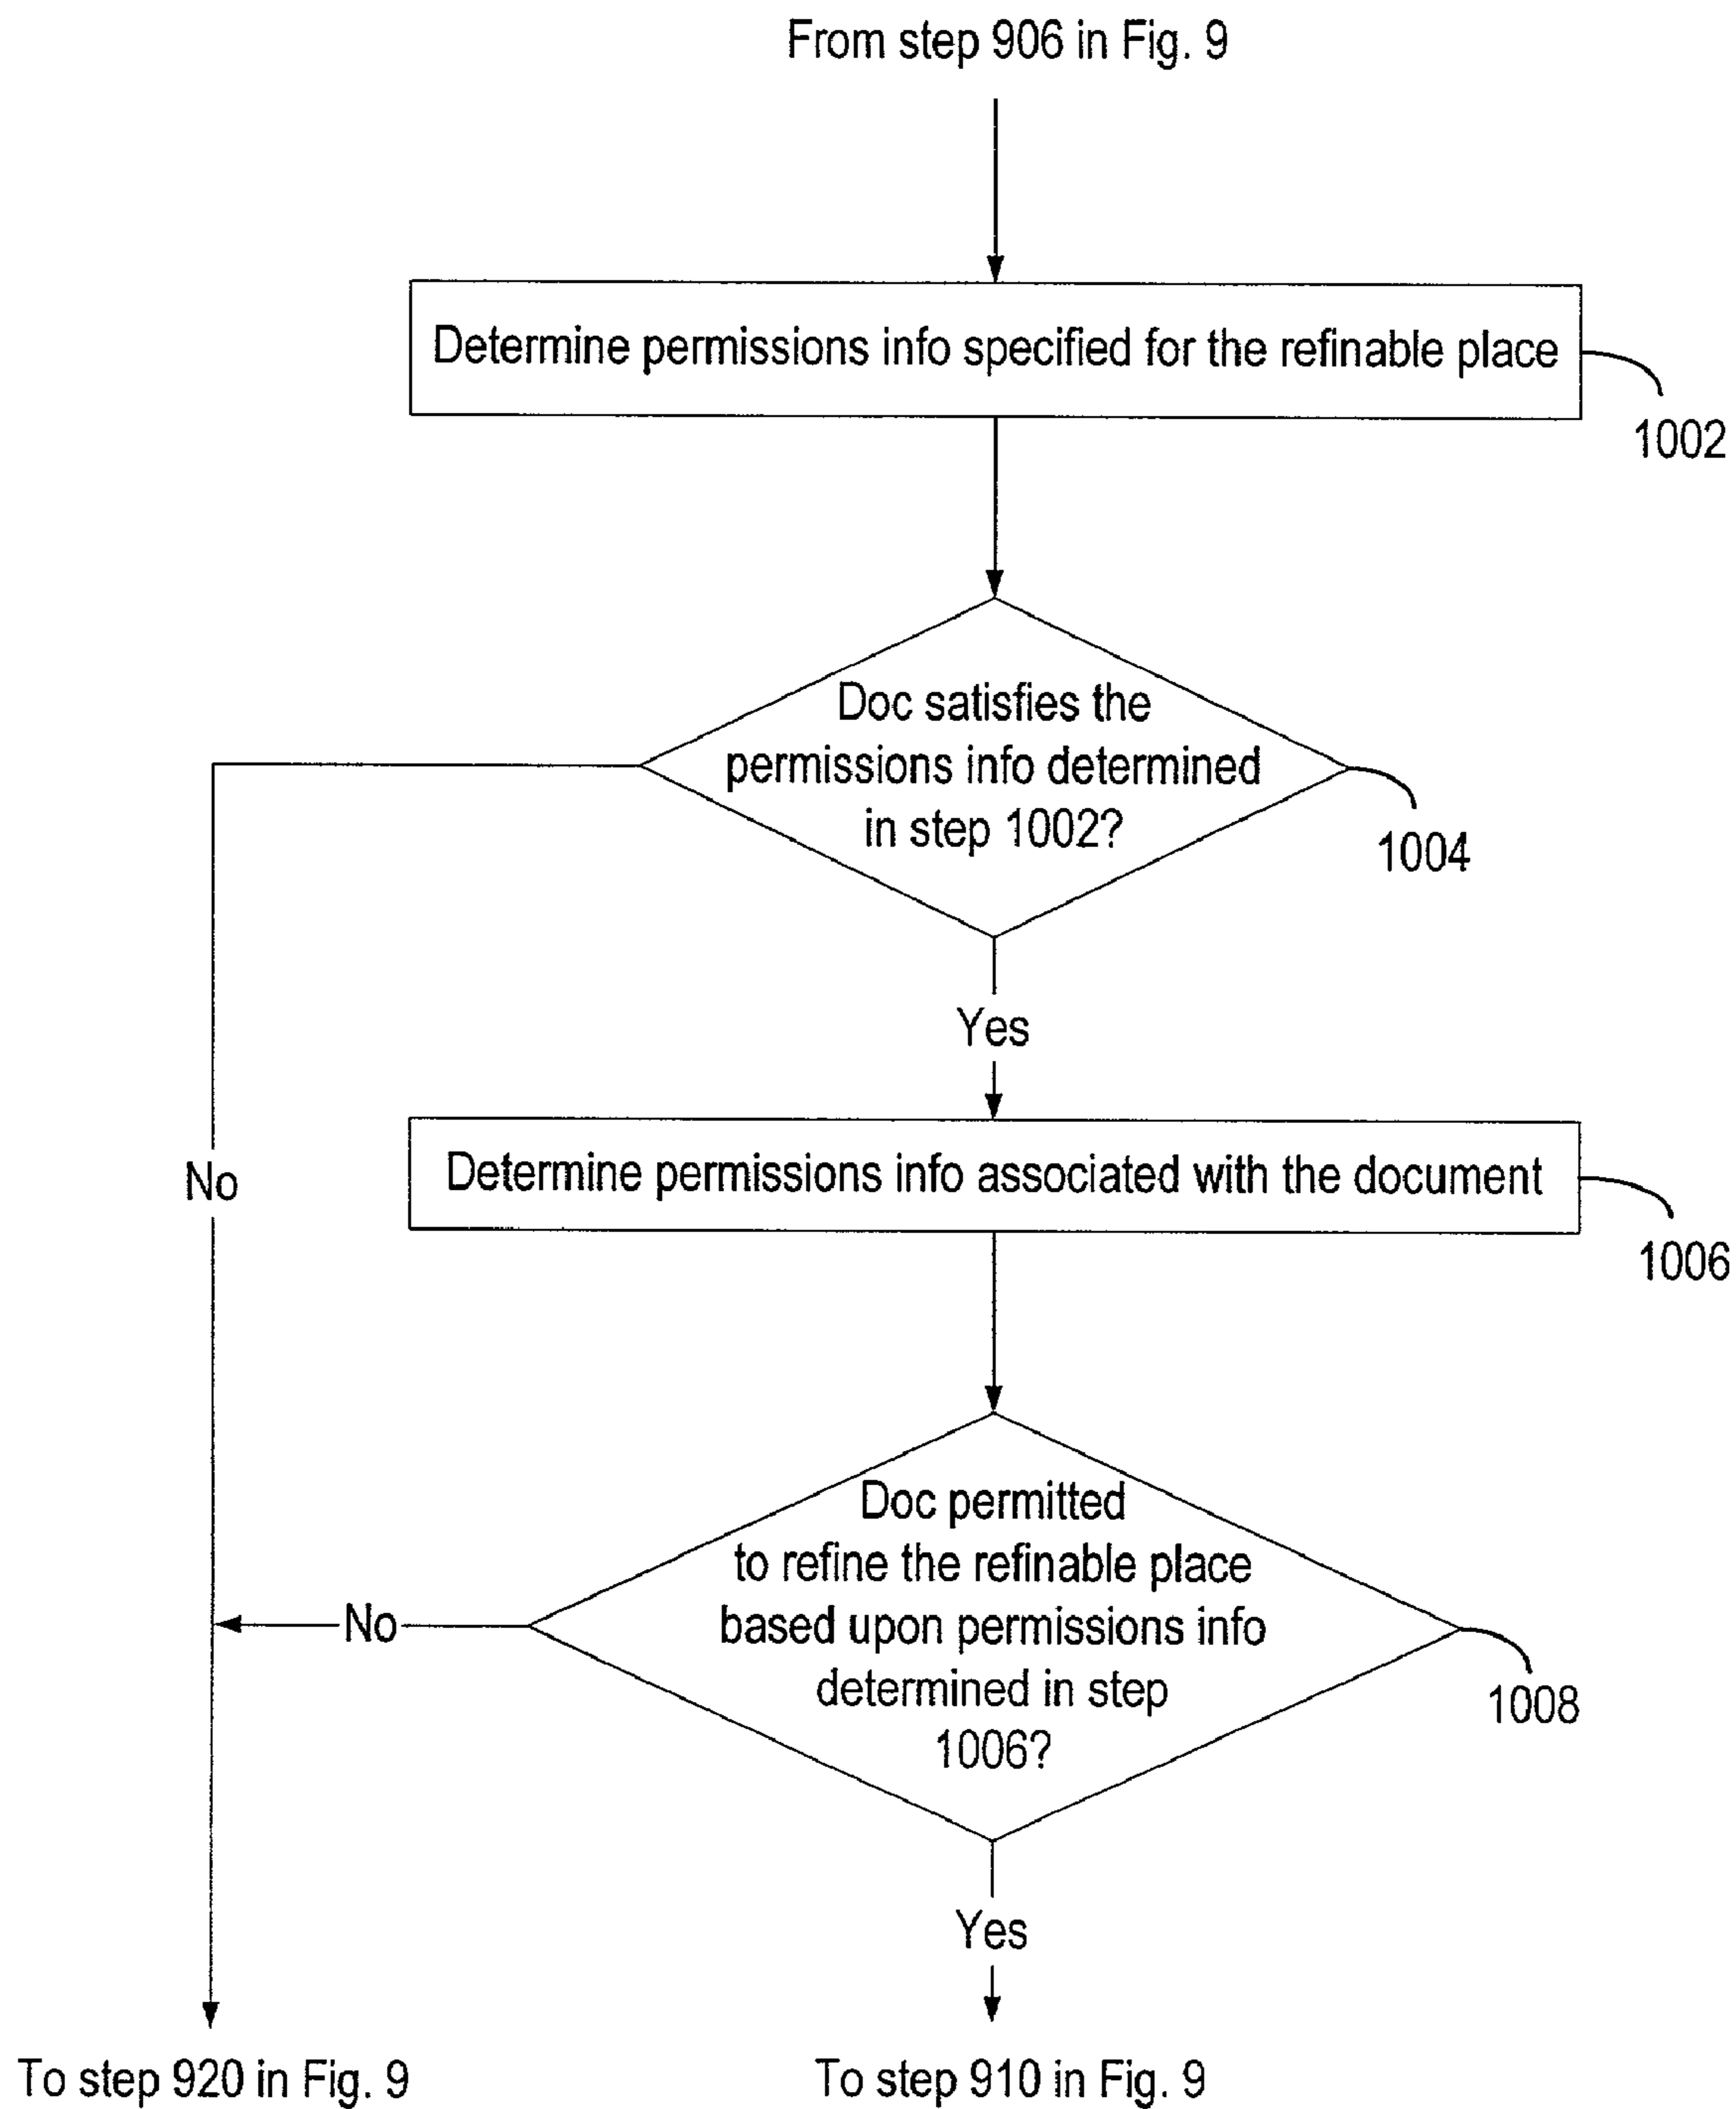 From step 906 in Fig. 9
Determine permissions info specified for the refinable place
1002
Doc satisfies the
permissions info determined
in step 1002?
1004
Yes
No
Determine permissions info associated with the document
1006
Doc permitted
to refine the refinable place
based upon permissions info
determined in step
1006?
No
1008
Yes
To step 920 in Fig. 9
To step 910 in Fig. 9